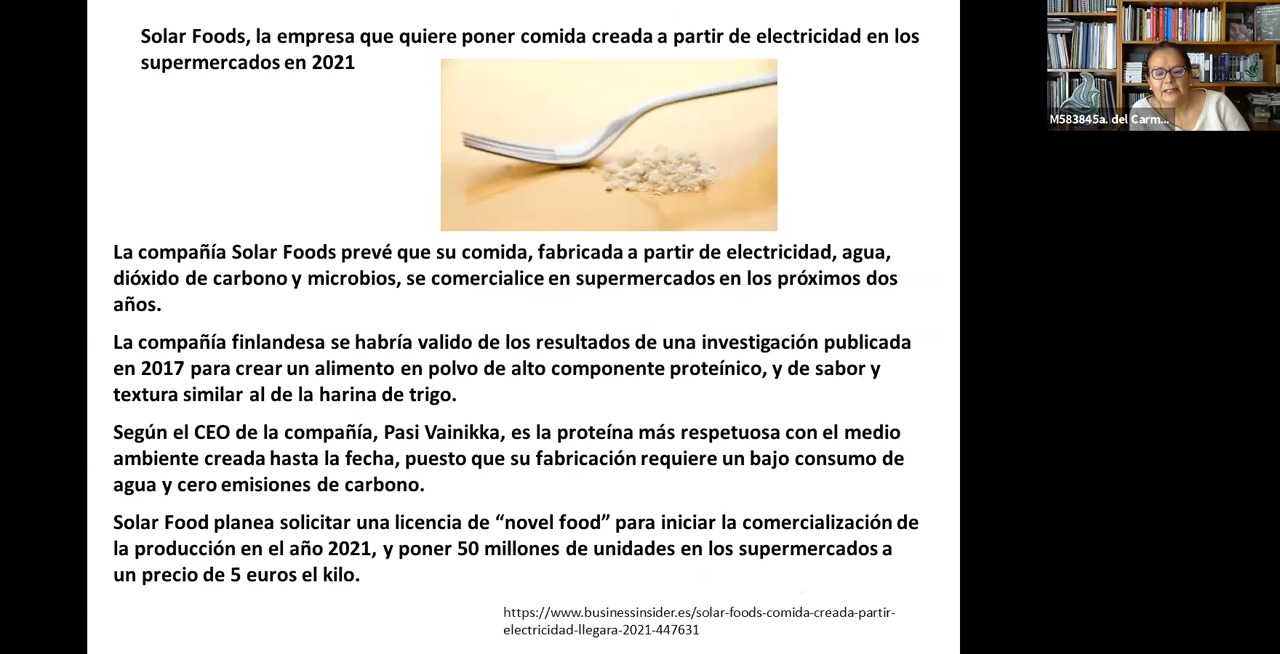 Solar Foods, la empresa que quiere poner comida creada a partir de electricidad en los
supermercados en 2021
M583845a. del Carm...
La compañía Solar Foods prevé que su comida, fabricada a partir de electricidad, agua,
dióxido de carbono y microbios, se comercialice en supermercados en los próximos dos
años.
La compañía finlandesa se habría valido de los resultados de una investigación publicada
en 2017 para crear un alimento en polvo de alto componente proteínico, y de sabor y
textura similar al de la harina de trigo.
Según el CEO de la compañía, Pasi Vainikka, es la proteína más respetuosa con el medio
ambiente creada hasta la fecha, puesto que su fabricación requiere un bajo consumo de
agua y cero emisiones de carbono.
Solar Food planea solicitar una licencia de “novel food” para iniciar la comercialización de
la producción en el año 2021, y poner 50 millones de unidades en los supermercados a
un precio de 5 euros el kilo.
https://www.businessinsider.es/solar-foods-comida-creada-partir-
electricidad-llegara-2021-447631